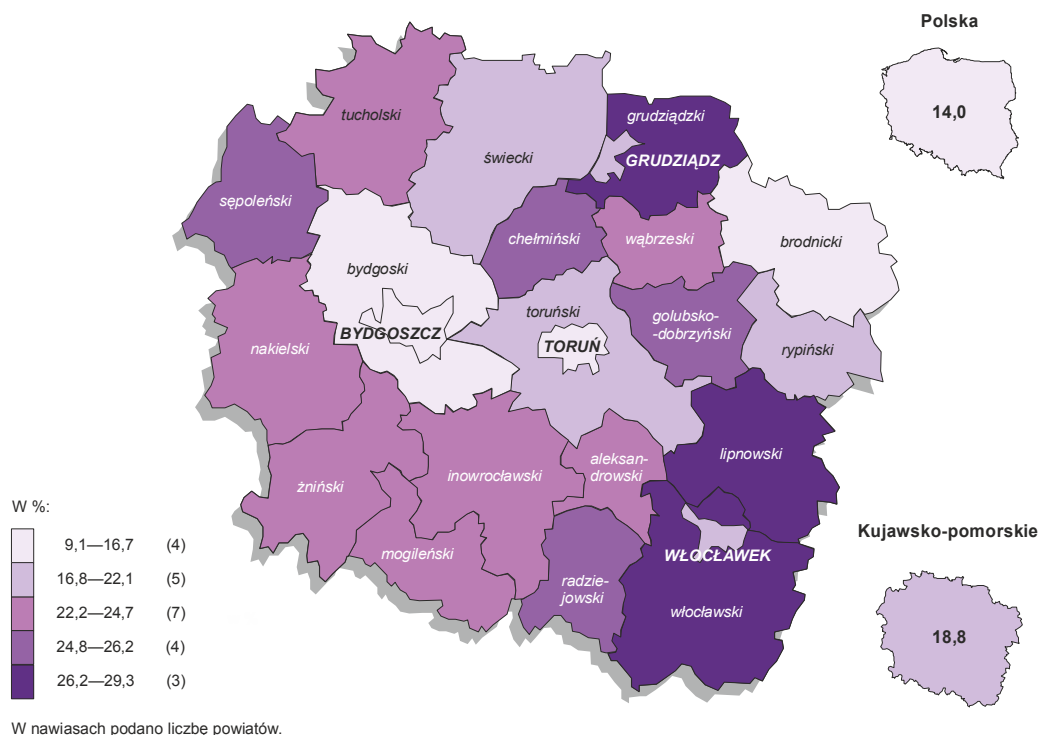 Polska
14,0
tucholski
grudziądzki
świecki
GRUDZIĄDZ
sępoleński
chełmiński
wąbrzeski
brodnicki
bydgoski
toruński
golubsko-
-dobrzyński
BYDGOSZCZ
TORUŃ
nakielski
rypiński
lipnowski
aleksan-
drowski
inowrocławski
żniński
mogileński
WŁOCŁAWEK
radzie-
jowski
włocławski
Kujawsko-pomorskie
18,8
W %:
9,1—16,7 (4)
16,8—22,1 (5)
22,2—24,7 (7)
24,8—26,2 (4)
26,2—29,3 (3)
W nawiasach podano liczbę powiatów.